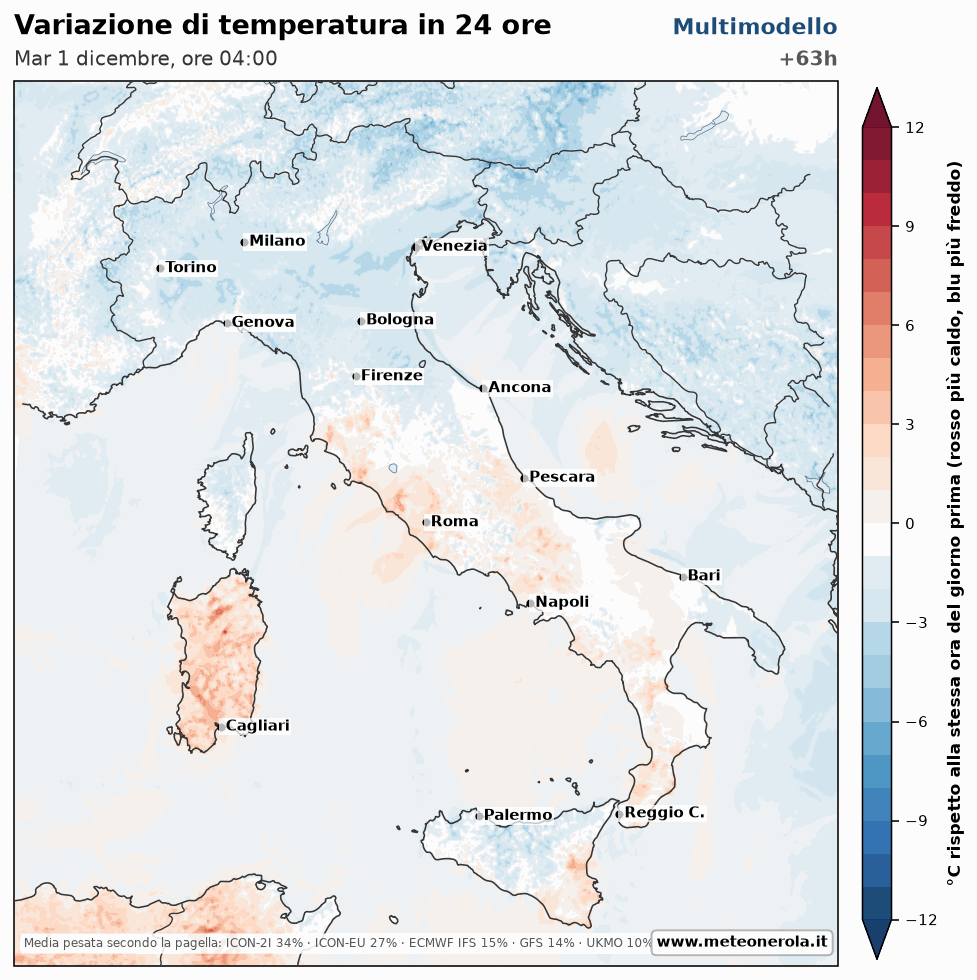 Variazione di temperatura in 24 ore
Multimodello
Mar 1 dicembre, ore 04:00
+63h
Milano
Venezia
Torino
Genova
Bologna
Firenze
Ancona
Pescara
Roma
Bari
Napoli
Cagliari
Palermo
Reggio C.
Media pesata secondo la pagella: ICON-2I 34% · ICON-EU 27% · ECMWF IFS 15% · GFS 14% · UKMO 10%
www.meteonerola.it
12
9
6
3
0
−3
−6
−9
−12
°C rispetto alla stessa ora del giorno prima (rosso più caldo, blu più freddo)